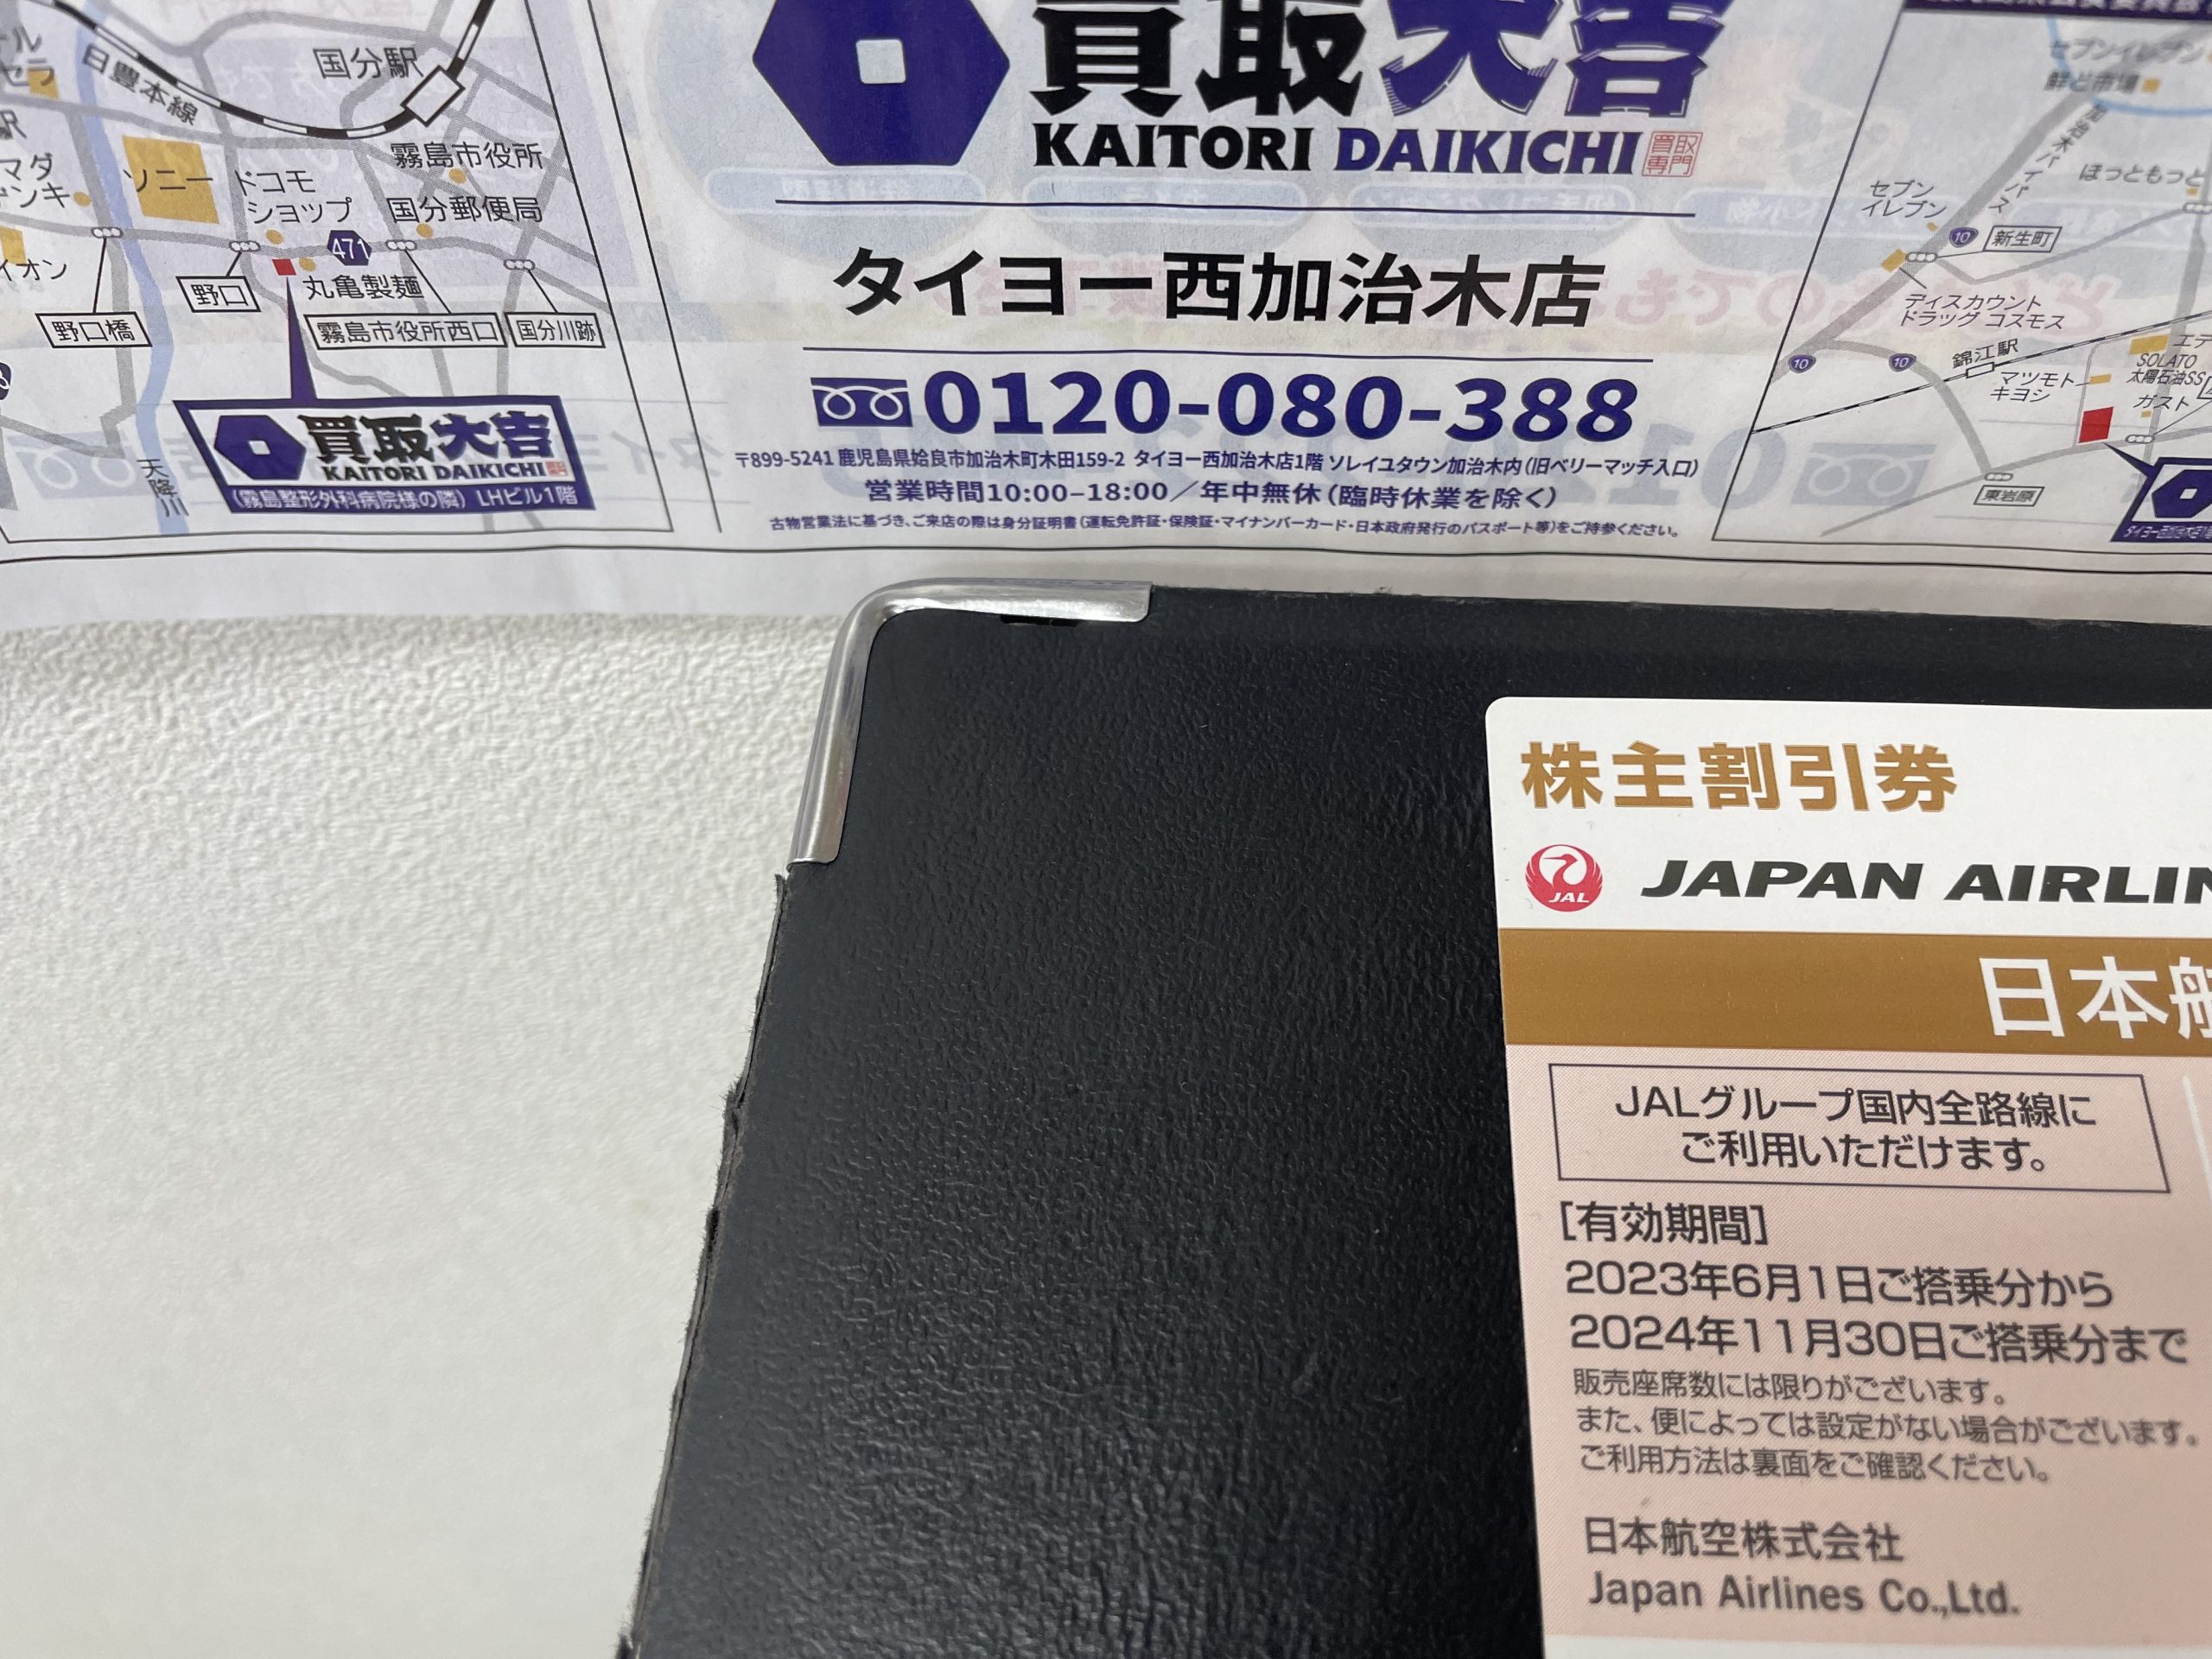 国分駅
日豊本線
霧島市役所
ソニー
ドコモ
ショップ
国分郵便局
471
イオン
野口
丸亀製麺
野口橋
霧島市役所西口
国分川跡
天降川
買取大吉
KAITORI DAIKICHI
(霧島整形外科病院様の隣) LHビル1階
買取大吉
KAITORI DAIKICHI
買取
専門
タイヨー西加治木店
0120-080-388
〒899-5241 鹿児島県姶良市加治木町木田159-2 タイヨー西加治木店1階 ソレイユタウン加治木内(旧ベリーマッチ入口)
営業時間10:00–18:00/年中無休(臨時休業を除く)
古物営業法に基づき、ご来店の際は身分証明書(運転免許証・保険証・マイナンバーカード・日本政府発行のパスポート等)をご持参ください。
セブンイレブン
鮮ど市場
加治木バイパス
ほっともっと
セブン
イレブン
10
新生町
ディスカウント
ドラッグ コスモス
10
10
錦江駅
マツモト
キヨシ
SOLATO
太陽石油SS
ガスト
東岩原
株主割引券
JAL
JAPAN AIRLIN
日本航
JALグループ国内全路線に
ご利用いただけます。
[有効期間]
2023年6月1日ご搭乗分から
2024年11月30日ご搭乗分まで
販売座席数には限りがございます。
また、便によっては設定がない場合がございます。
ご利用方法は裏面をご確認ください。
日本航空株式会社
Japan Airlines Co.,Ltd.